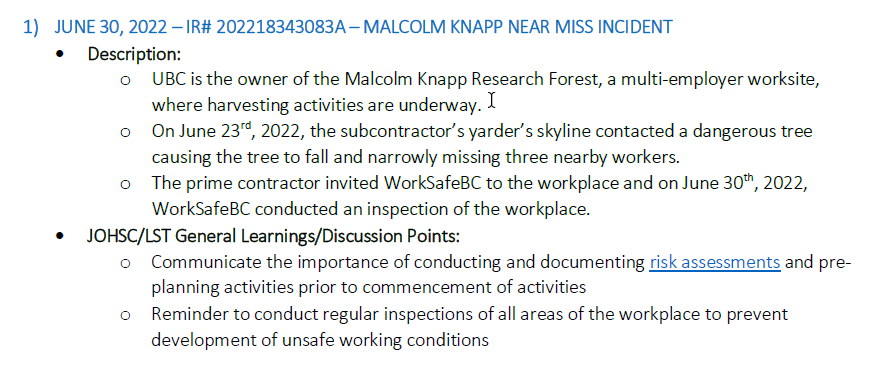 1) JUNE 30, 2022 – IR# 202218343083A – MALCOLM KNAPP NEAR MISS INCIDENT
• Description:
o UBC is the owner of the Malcolm Knapp Research Forest, a multi-employer worksite,
where harvesting activities are underway.
o On June 23rd, 2022, the subcontractor's yarder's skyline contacted a dangerous tree
causing the tree to fall and narrowly missing three nearby workers.
o The prime contractor invited WorkSafeBC to the workplace and on June 30th, 2022,
WorkSafeBC conducted an inspection of the workplace.
• JOHSC/LST General Learnings/Discussion Points:
o Communicate the importance of conducting and documenting risk assessments and pre-
planning activities prior to commencement of activities
o Reminder to conduct regular inspections of all areas of the workplace to prevent
development of unsafe working conditions